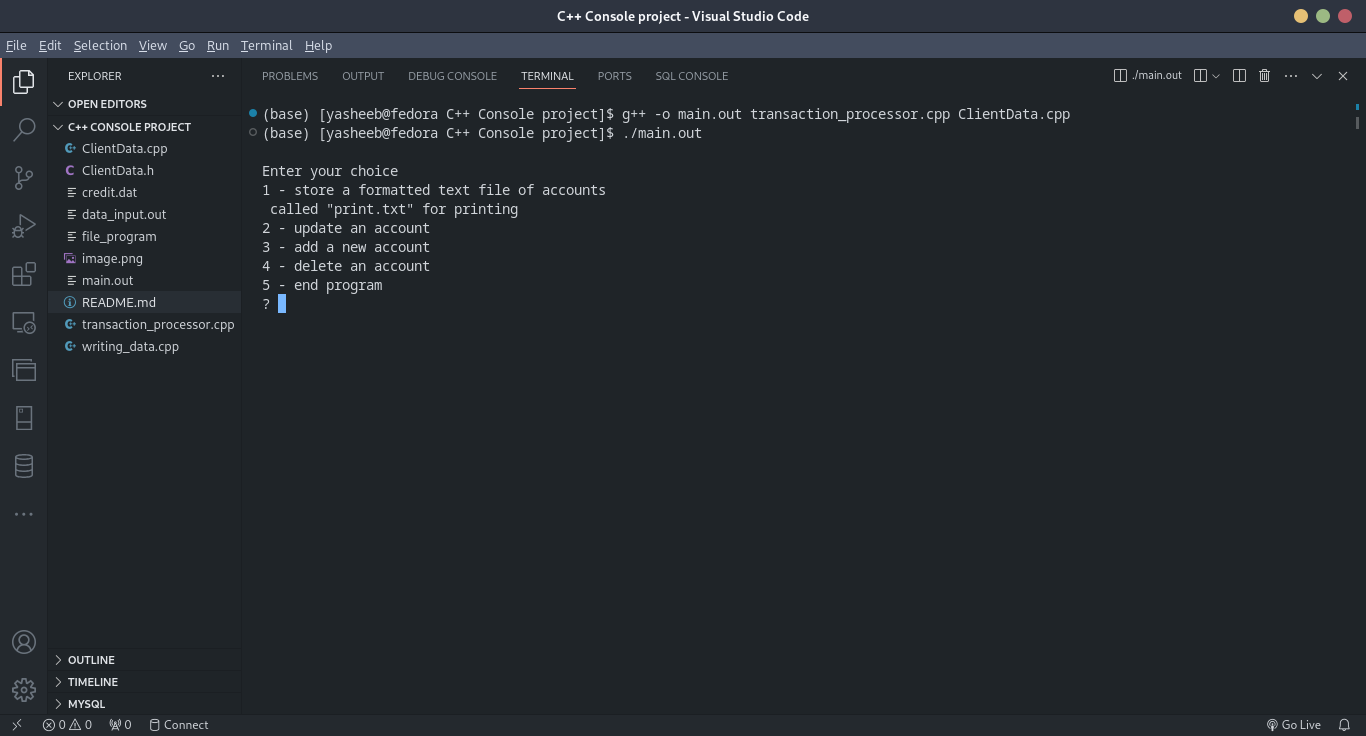 C++ Console project - Visual Studio Code
File Edit Selection View Go Run Terminal Help
EXPLORER
OPEN EDITORS
C++ CONSOLE PROJECT
ClientData.cpp
ClientData.h
credit.dat
data_input.out
file_program
image.png
main.out
README.md
transaction_processor.cpp
writing_data.cpp
OUTLINE
TIMELINE
MYSQL
PROBLEMS OUTPUT DEBUG CONSOLE TERMINAL PORTS SQL CONSOLE
./main.out
(base) [yasheeb@fedora C++ Console project]$ g++ -o main.out transaction_processor.cpp ClientData.cpp
(base) [yasheeb@fedora C++ Console project]$ ./main.out
Enter your choice
1 - store a formatted text file of accounts
called "print.txt" for printing
2 - update an account
3 - add a new account
4 - delete an account
5 - end program
?
0 0 0 Connect Go Live